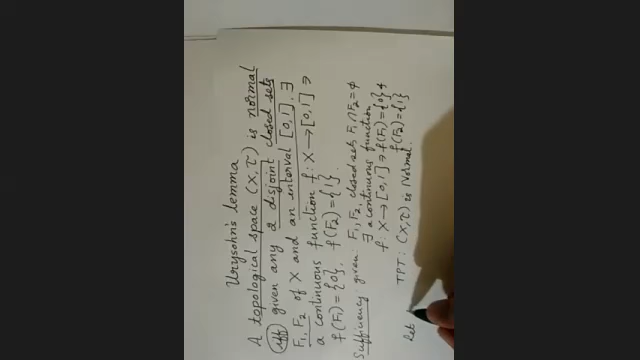 Urysohn's lemma
A topological space (X, τ) is normal
iff given any 2 disjoint closed sets
F₁, F₂ of X and an interval [0,1], ∃
a continuous function f: X → [0,1] ∋
f(F₁) = {0}. f(F₂) = {1}.
Sufficiency: given: F₁, F₂, closed sets F₁ ∩ F₂ = ϕ
∃ a continuous function
f: X → [0,1] ∋ f(F₁) = {0} &
f(F₂) = {1}
TPT: (X, τ) is Normal.
Let